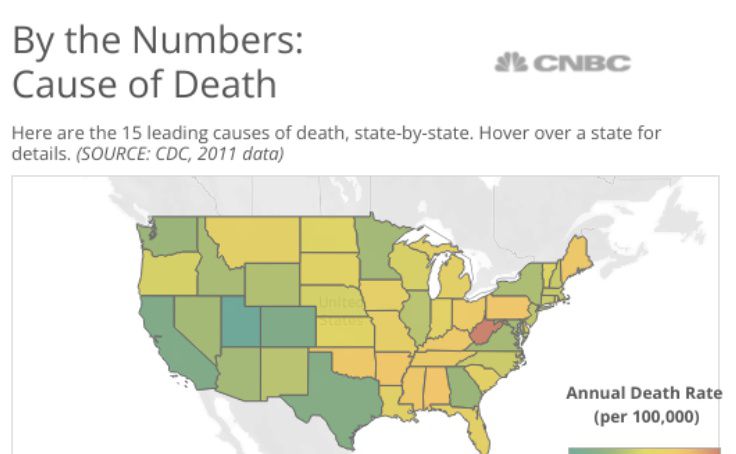 By the Numbers:
Cause of Death
CNBC
Here are the 15 leading causes of death, state-by-state. Hover over a state for
details. (SOURCE: CDC, 2011 data)
United
States
Annual Death Rate
(per 100,000)